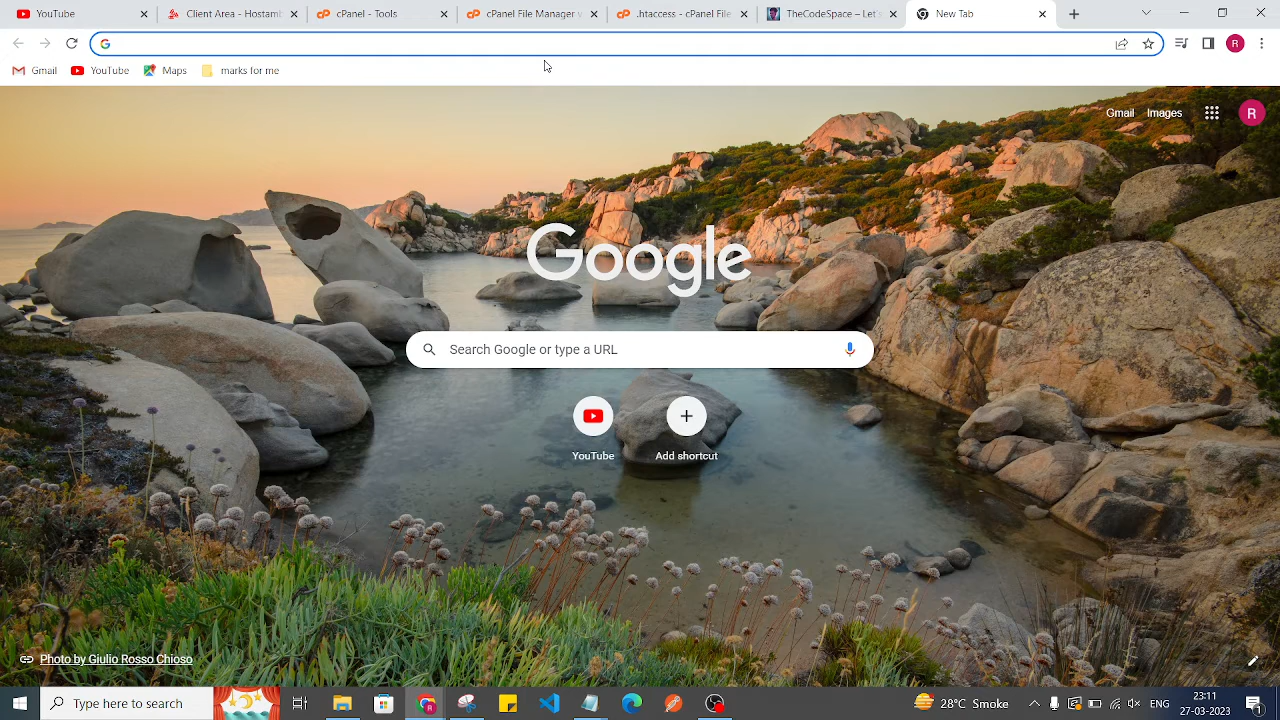 YouTube
Client Area - Hostamb
cPanel - Tools
cPanel File Manager v
.htaccess - cPanel File
TheCodeSpace – Let's
New Tab
R
Gmail
YouTube
Maps
marks for me
Gmail
Images
R
Google
Search Google or type a URL
YouTube
Add shortcut
Photo by Giulio Rosso Chioso
Type here to search
28°C Smoke
ENG
23:11
27-03-2023
1